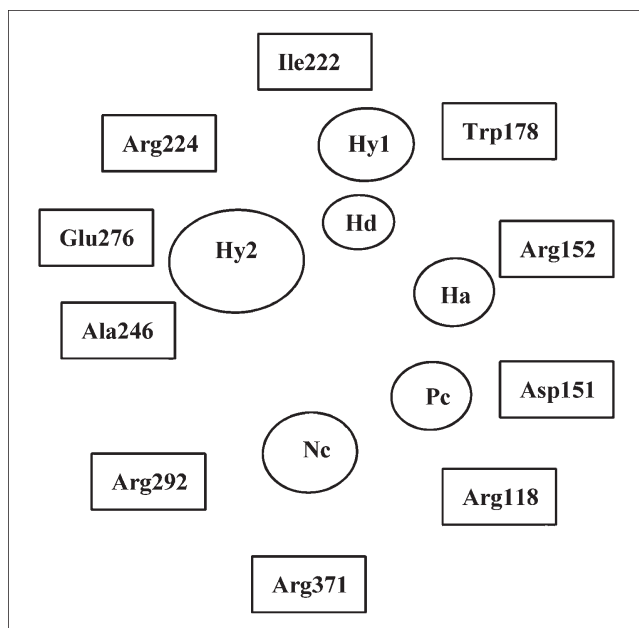 Ile222
Trp178
Arg224
Hy1
Hd
Glu276
Hy2
Arg152
Ha
Ala246
Asp151
Pc
Nc
Arg292
Arg118
Arg371